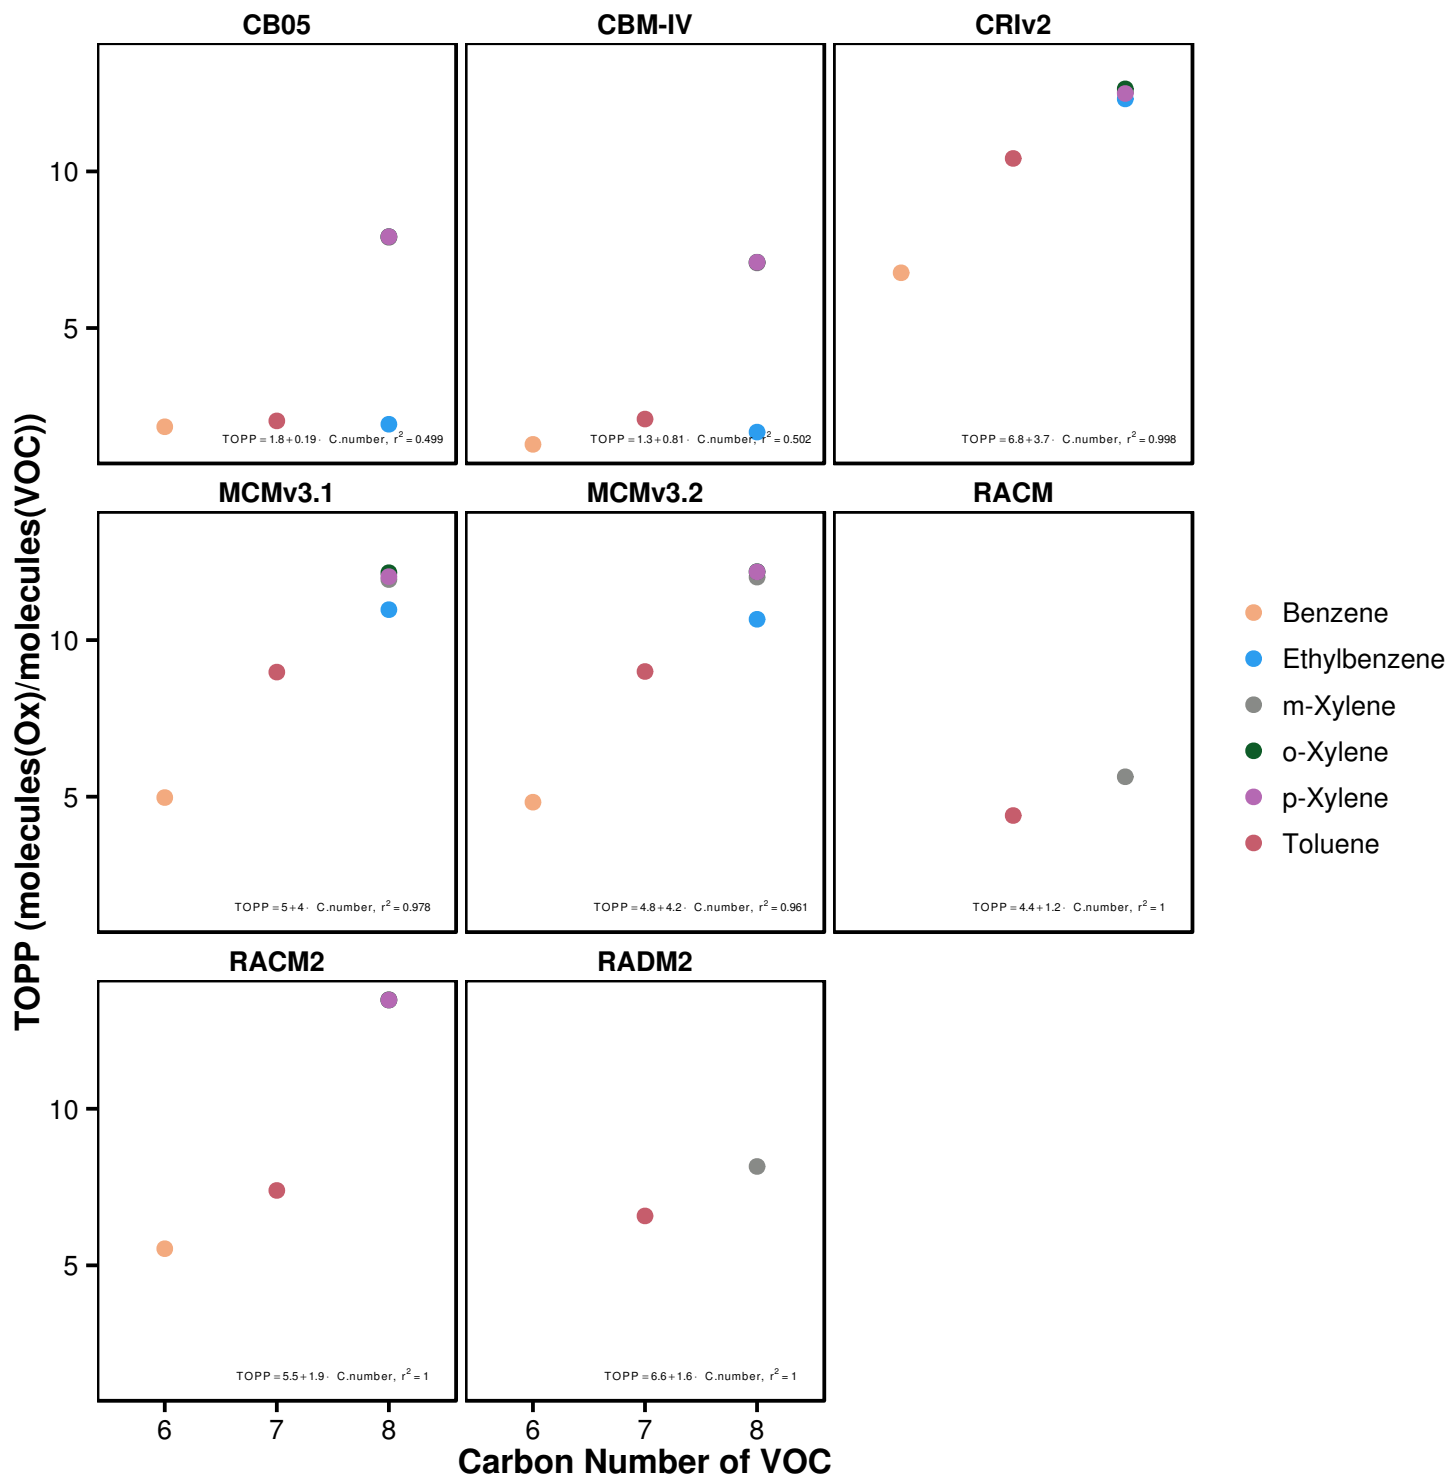 CB05
CBM-IV
CRIv2
10
5
TOPP = 1.8 + 0.19 · C.number, r² = 0.499
TOPP = 1.3 + 0.81 · C.number, r² = 0.502
TOPP = 6.8 + 3.7 · C.number, r² = 0.998
MCMv3.1
MCMv3.2
RACM
10
5
TOPP = 5 + 4 · C.number, r² = 0.978
TOPP = 4.8 + 4.2 · C.number, r² = 0.961
TOPP = 4.4 + 1.2 · C.number, r² = 1
RACM2
RADM2
10
5
TOPP = 5.5 + 1.9 · C.number, r² = 1
TOPP = 6.6 + 1.6 · C.number, r² = 1
6 7 8
6 7 8
Carbon Number of VOC
TOPP (molecules(Ox)/molecules(VOC))
Benzene
Ethylbenzene
m-Xylene
o-Xylene
p-Xylene
Toluene